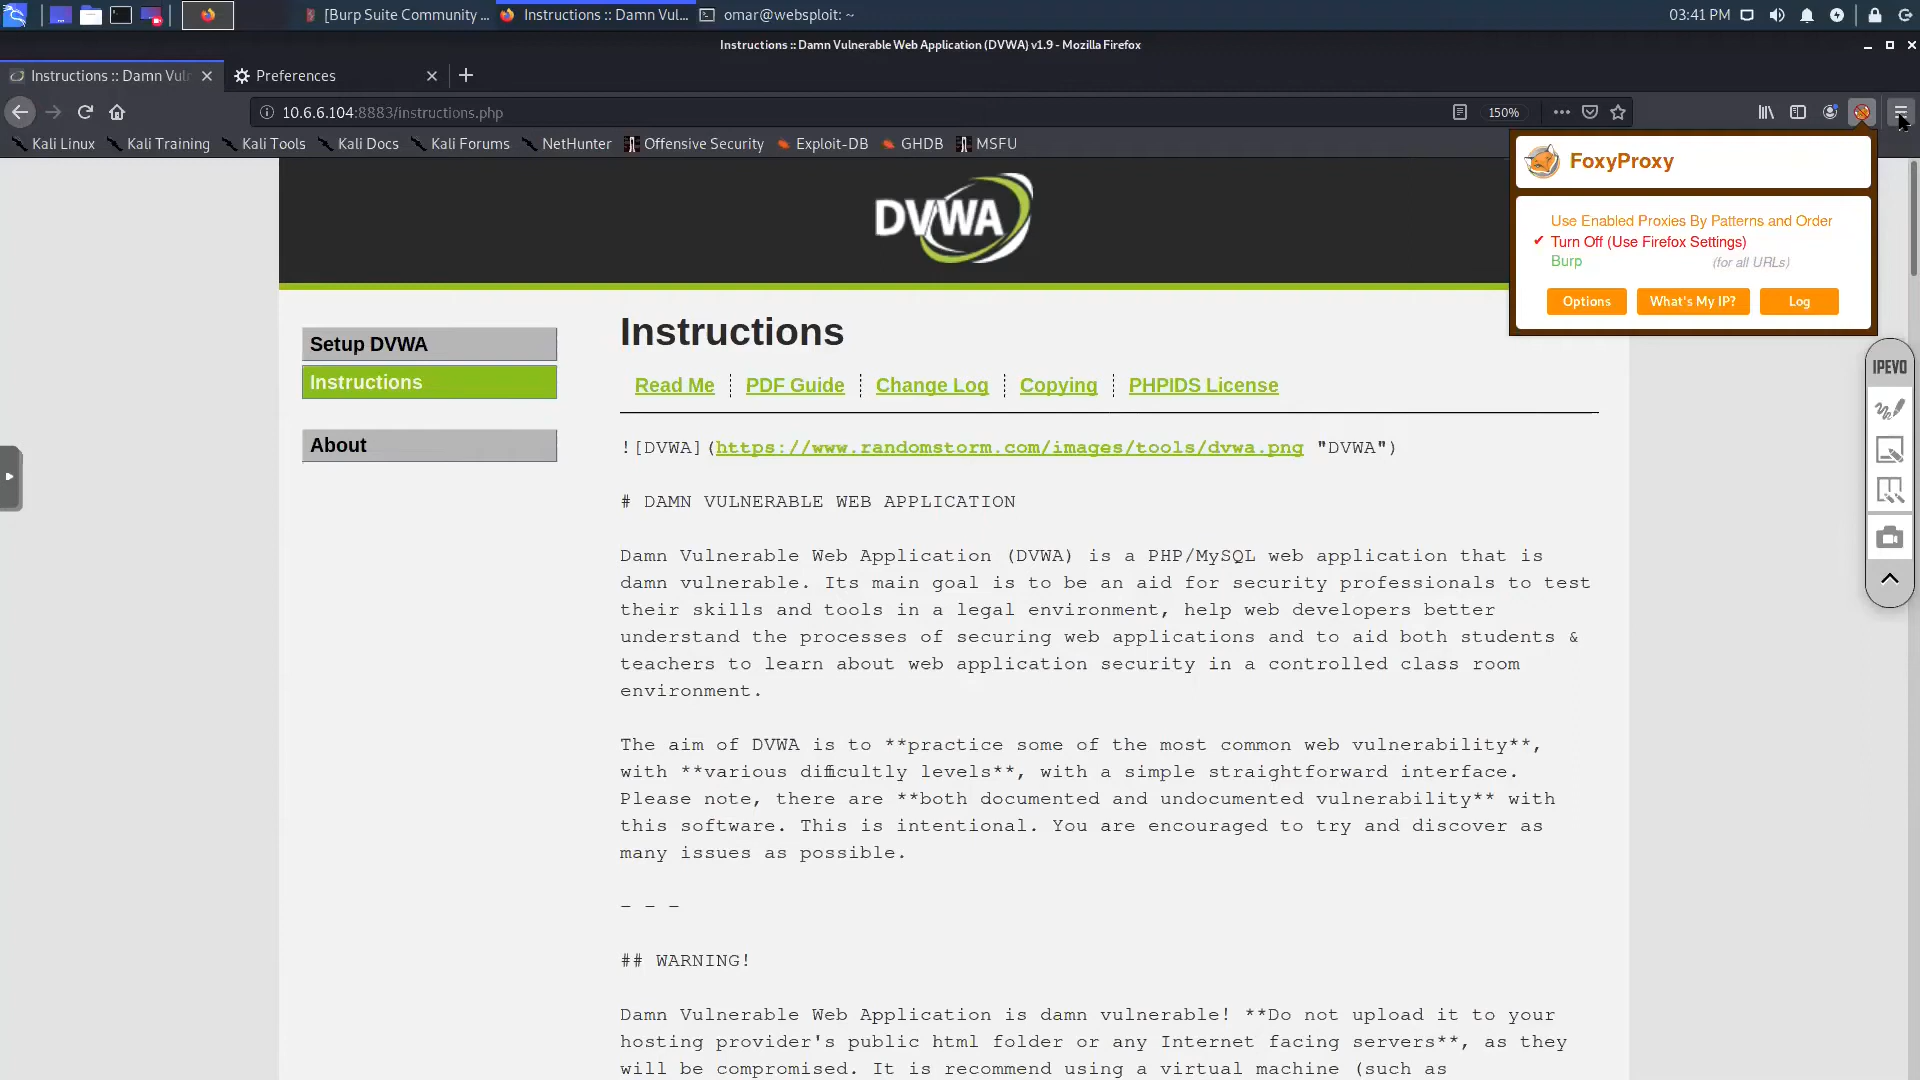 [Burp Suite Community ...
Instructions :: Damn Vul...
omar@websploit: ~
03:41 PM
Instructions :: Damn Vulnerable Web Application (DVWA) v1.9 - Mozilla Firefox
Instructions :: Damn Vuln
Preferences
10.6.6.104:8883/instructions.php
150%
Kali Linux
Kali Training
Kali Tools
Kali Docs
Kali Forums
NetHunter
Offensive Security
Exploit-DB
GHDB
MSFU
FoxyProxy
Use Enabled Proxies By Patterns and Order
✔ Turn Off (Use Firefox Settings)
Burp (for all URLs)
Options
What's My IP?
Log
IPEVO
DVWA
Setup DVWA
Instructions
About
Instructions
Read Me
PDF Guide
Change Log
Copying
PHPIDS License
![DVWA](https://www.randomstorm.com/images/tools/dvwa.png "DVWA")
# DAMN VULNERABLE WEB APPLICATION
Damn Vulnerable Web Application (DVWA) is a PHP/MySQL web application that is
damn vulnerable. Its main goal is to be an aid for security professionals to test
their skills and tools in a legal environment, help web developers better
understand the processes of securing web applications and to aid both students &
teachers to learn about web application security in a controlled class room
environment.
The aim of DVWA is to **practice some of the most common web vulnerability**,
with **various difficultly levels**, with a simple straightforward interface.
Please note, there are **both documented and undocumented vulnerability** with
this software. This is intentional. You are encouraged to try and discover as
many issues as possible.
- - -
## WARNING!
Damn Vulnerable Web Application is damn vulnerable! **Do not upload it to your
hosting provider's public html folder or any Internet facing servers**, as they
will be compromised. It is recommend using a virtual machine (such as